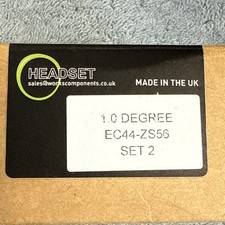 HEADSET
sales@workscomponents.co.uk
MADE IN THE UK
1.0 DEGREE
EC44-ZS56
SET 2